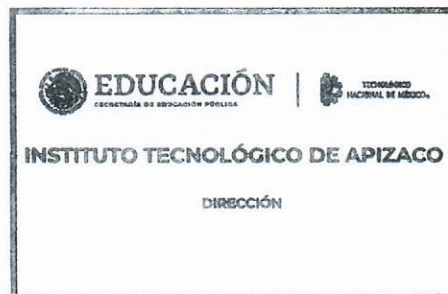 EDUCACIÓN
SECRETARÍA DE EDUCACIÓN PÚBLICA
TECNOLÓGICO
NACIONAL DE MÉXICO®
INSTITUTO TECNOLÓGICO DE APIZACO
DIRECCIÓN